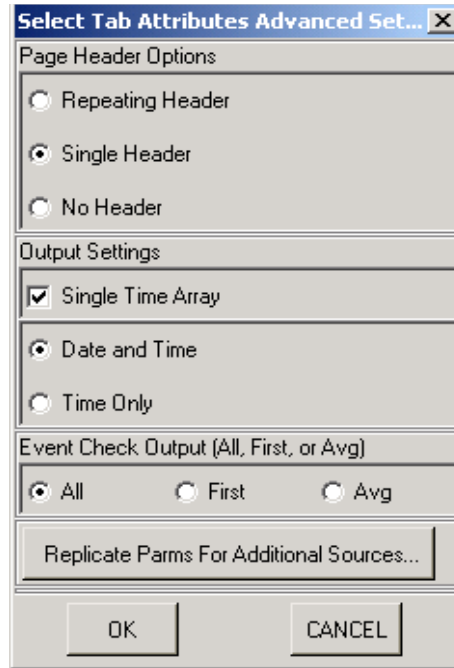 Select Tab Attributes Advanced Set...
Page Header Options
Repeating Header
Single Header
No Header
Output Settings
Single Time Array
Date and Time
Time Only
Event Check Output (All, First, or Avg)
All First Avg
Replicate Parms For Additional Sources...
OK CANCEL